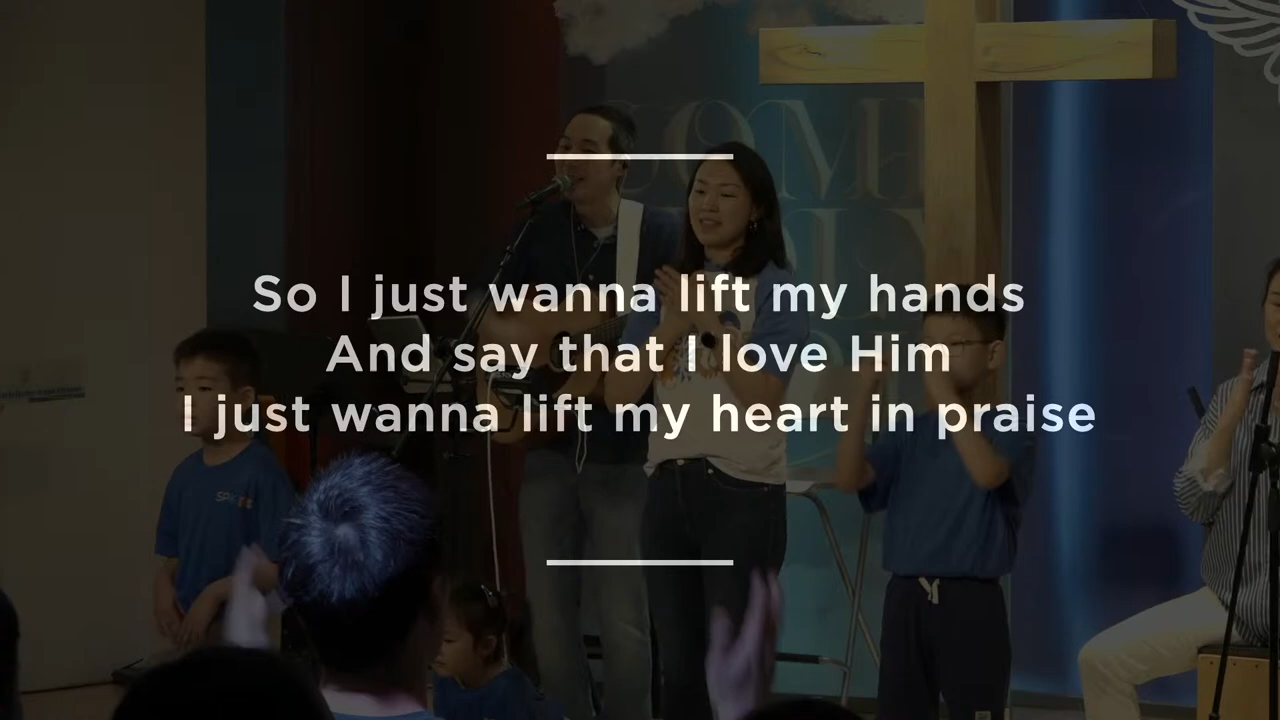 So I just wanna lift my hands
And say that I love Him
I just wanna lift my heart in praise